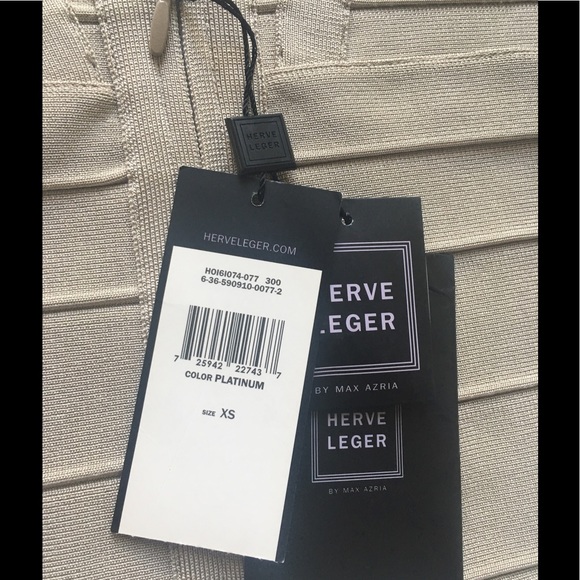 HERVE
LEGER
HERVELEGER.COM
HOI6I074-077 300
6-36-590910-0077-2
7 25942 22743 7
COLOR PLATINUM
SIZE XS
ERVE
LEGER
BY MAX AZRIA
HERVE
LEGER
BY MAX AZRIA